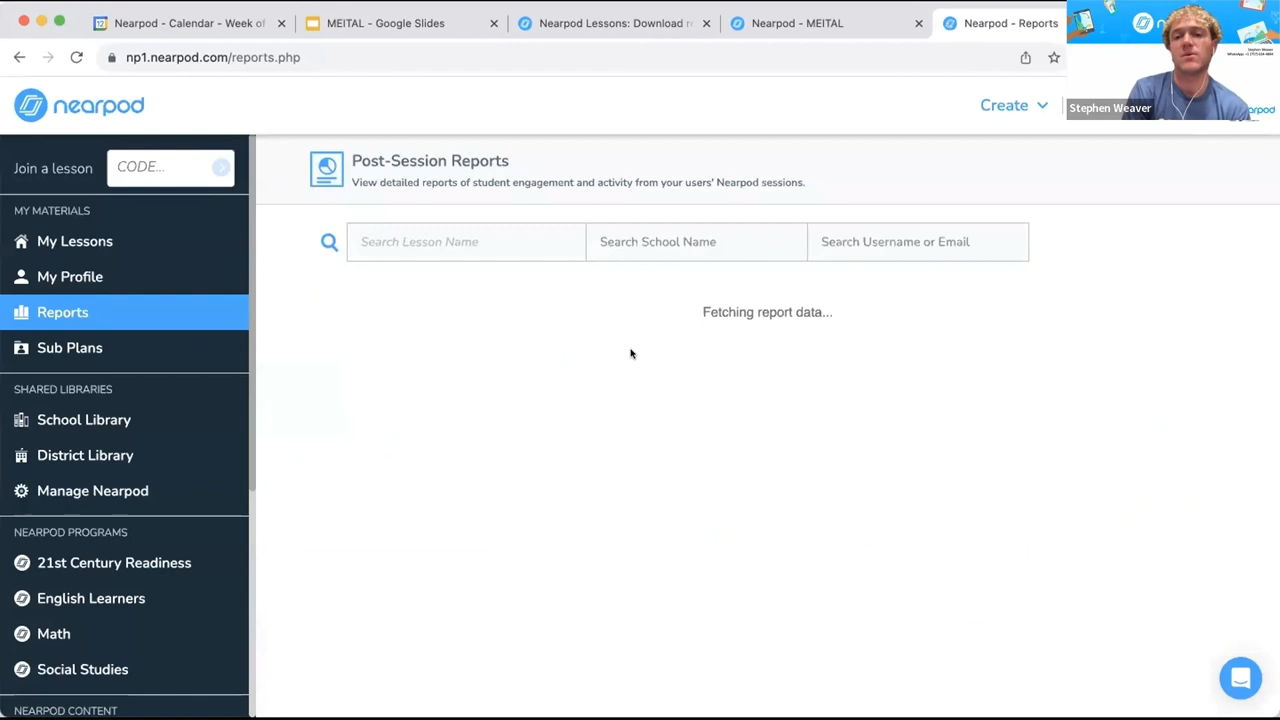 Nearpod - Calendar - Week of
MEITAL - Google Slides
Nearpod Lessons: Download r
Nearpod - MEITAL
Nearpod - Reports
np1.nearpod.com/reports.php
Stephen Weaver
nearpod
Create
Join a lesson
CODE...
MY MATERIALS
My Lessons
My Profile
Reports
Sub Plans
SHARED LIBRARIES
School Library
District Library
Manage Nearpod
NEARPOD PROGRAMS
21st Century Readiness
English Learners
Math
Social Studies
NEARPOD CONTENT
Post-Session Reports
View detailed reports of student engagement and activity from your users' Nearpod sessions.
Search Lesson Name
Search School Name
Search Username or Email
Fetching report data...